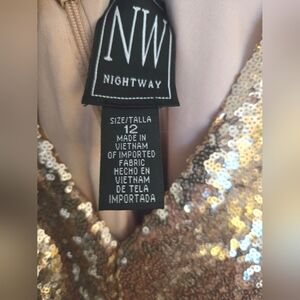 NW
NIGHTWAY
SIZE/TALLA
12
MADE IN
VIETNAM
OF IMPORTED
FABRIC
HECHO EN
VIETNAM
DE TELA
IMPORTADA